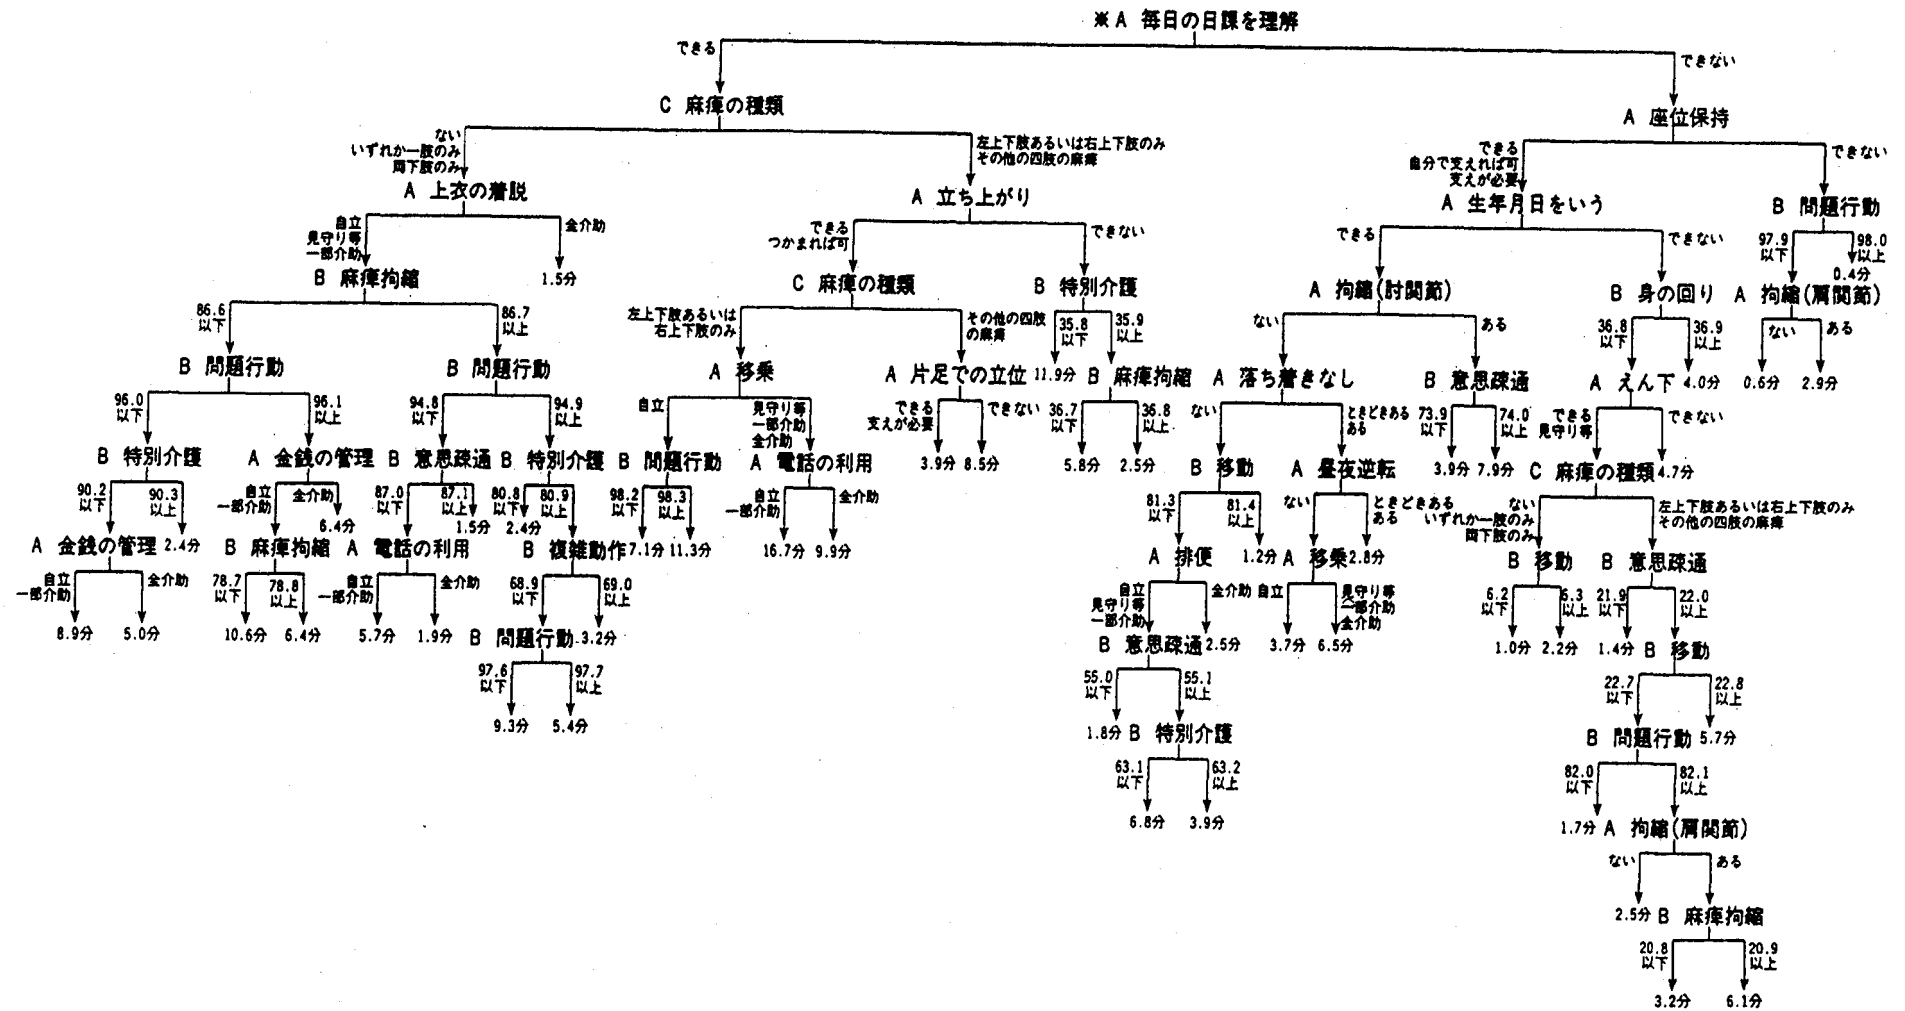 ※A 毎日の日課を理解
できる
できない
C 麻痺の種類
A 座位保持
ない
いずれか一肢のみ
両下肢のみ
左上下肢あるいは右上下肢のみ
その他の四肢の麻痺
できる
自分で支えれば可
支えが必要
できない
A 上衣の着脱
A 立ち上がり
A 生年月日をいう
B 問題行動
自立
見守り等
一部介助
全介助
できる
つかまれば可
できない
できる
できない
97.9
以下
98.0
以上
B 麻痺拘縮
1.5分
C 麻痺の種類
B 特別介護
A 拘縮(肘関節)
B 身の回り
0.4分
A 拘縮(肩関節)
86.6
以下
86.7
以上
左上下肢あるいは
右上下肢のみ
その他の四肢
の麻痺
35.8
以下
35.9
以上
ない
ある
36.8
以下
36.9
以上
ない
ある
B 問題行動
B 問題行動
A 移乗
A 片足での立位
11.9分
B 麻痺拘縮
A 落ち着きなし
B 意思疎通
A えん下
4.0分
0.6分
2.9分
96.0
以下
96.1
以上
94.8
以下
94.9
以上
自立
見守り等
一部介助
全介助
できる
支えが必要
できない
36.7
以下
36.8
以上
ない
ときどきある
ある
73.9
以下
74.0
以上
できる
見守り等
できない
B 特別介護
A 金銭の管理
B 意思疎通
B 特別介護
B 問題行動
A 電話の利用
3.9分
8.5分
5.8分
2.5分
B 移動
A 昼夜逆転
3.9分
7.9分
C 麻痺の種類
4.7分
90.2
以下
90.3
以上
自立
一部介助
全介助
6.4分
87.0
以下
87.1
以上
1.5分
80.8
以下
2.4分
80.9
以上
98.2
以下
98.3
以上
自立
一部介助
全介助
81.3
以下
81.4
以上
ない
ときどきある
ある
ない
いずれか一肢のみ
両下肢のみ
左上下肢あるいは右上下肢のみ
その他の四肢の麻痺
A 金銭の管理
2.4分
B 麻痺拘縮
A 電話の利用
B 複雑動作
7.1分
11.3分
16.7分
9.9分
A 排便
1.2分
A 移乗
2.8分
B 移動
B 意思疎通
自立
一部介助
全介助
78.7
以下
78.8
以上
自立
一部介助
全介助
68.9
以下
69.0
以上
自立
見守り等
一部介助
全介助
自立
見守り等
一部介助
全介助
6.2
以下
6.3
以上
21.9
以下
22.0
以上
8.9分
5.0分
10.6分
6.4分
5.7分
1.9分
B 問題行動
3.2分
B 意思疎通
2.5分
3.7分
6.5分
1.0分
2.2分
1.4分
B 移動
97.6
以下
97.7
以上
55.0
以下
55.1
以上
22.7
以下
22.8
以上
9.3分
5.4分
1.8分
B 特別介護
B 問題行動
5.7分
63.1
以下
63.2
以上
82.0
以下
82.1
以上
6.8分
3.9分
1.7分
A 拘縮(肩関節)
ない
ある
2.5分
B 麻痺拘縮
20.8
以下
20.9
以上
3.2分
6.1分